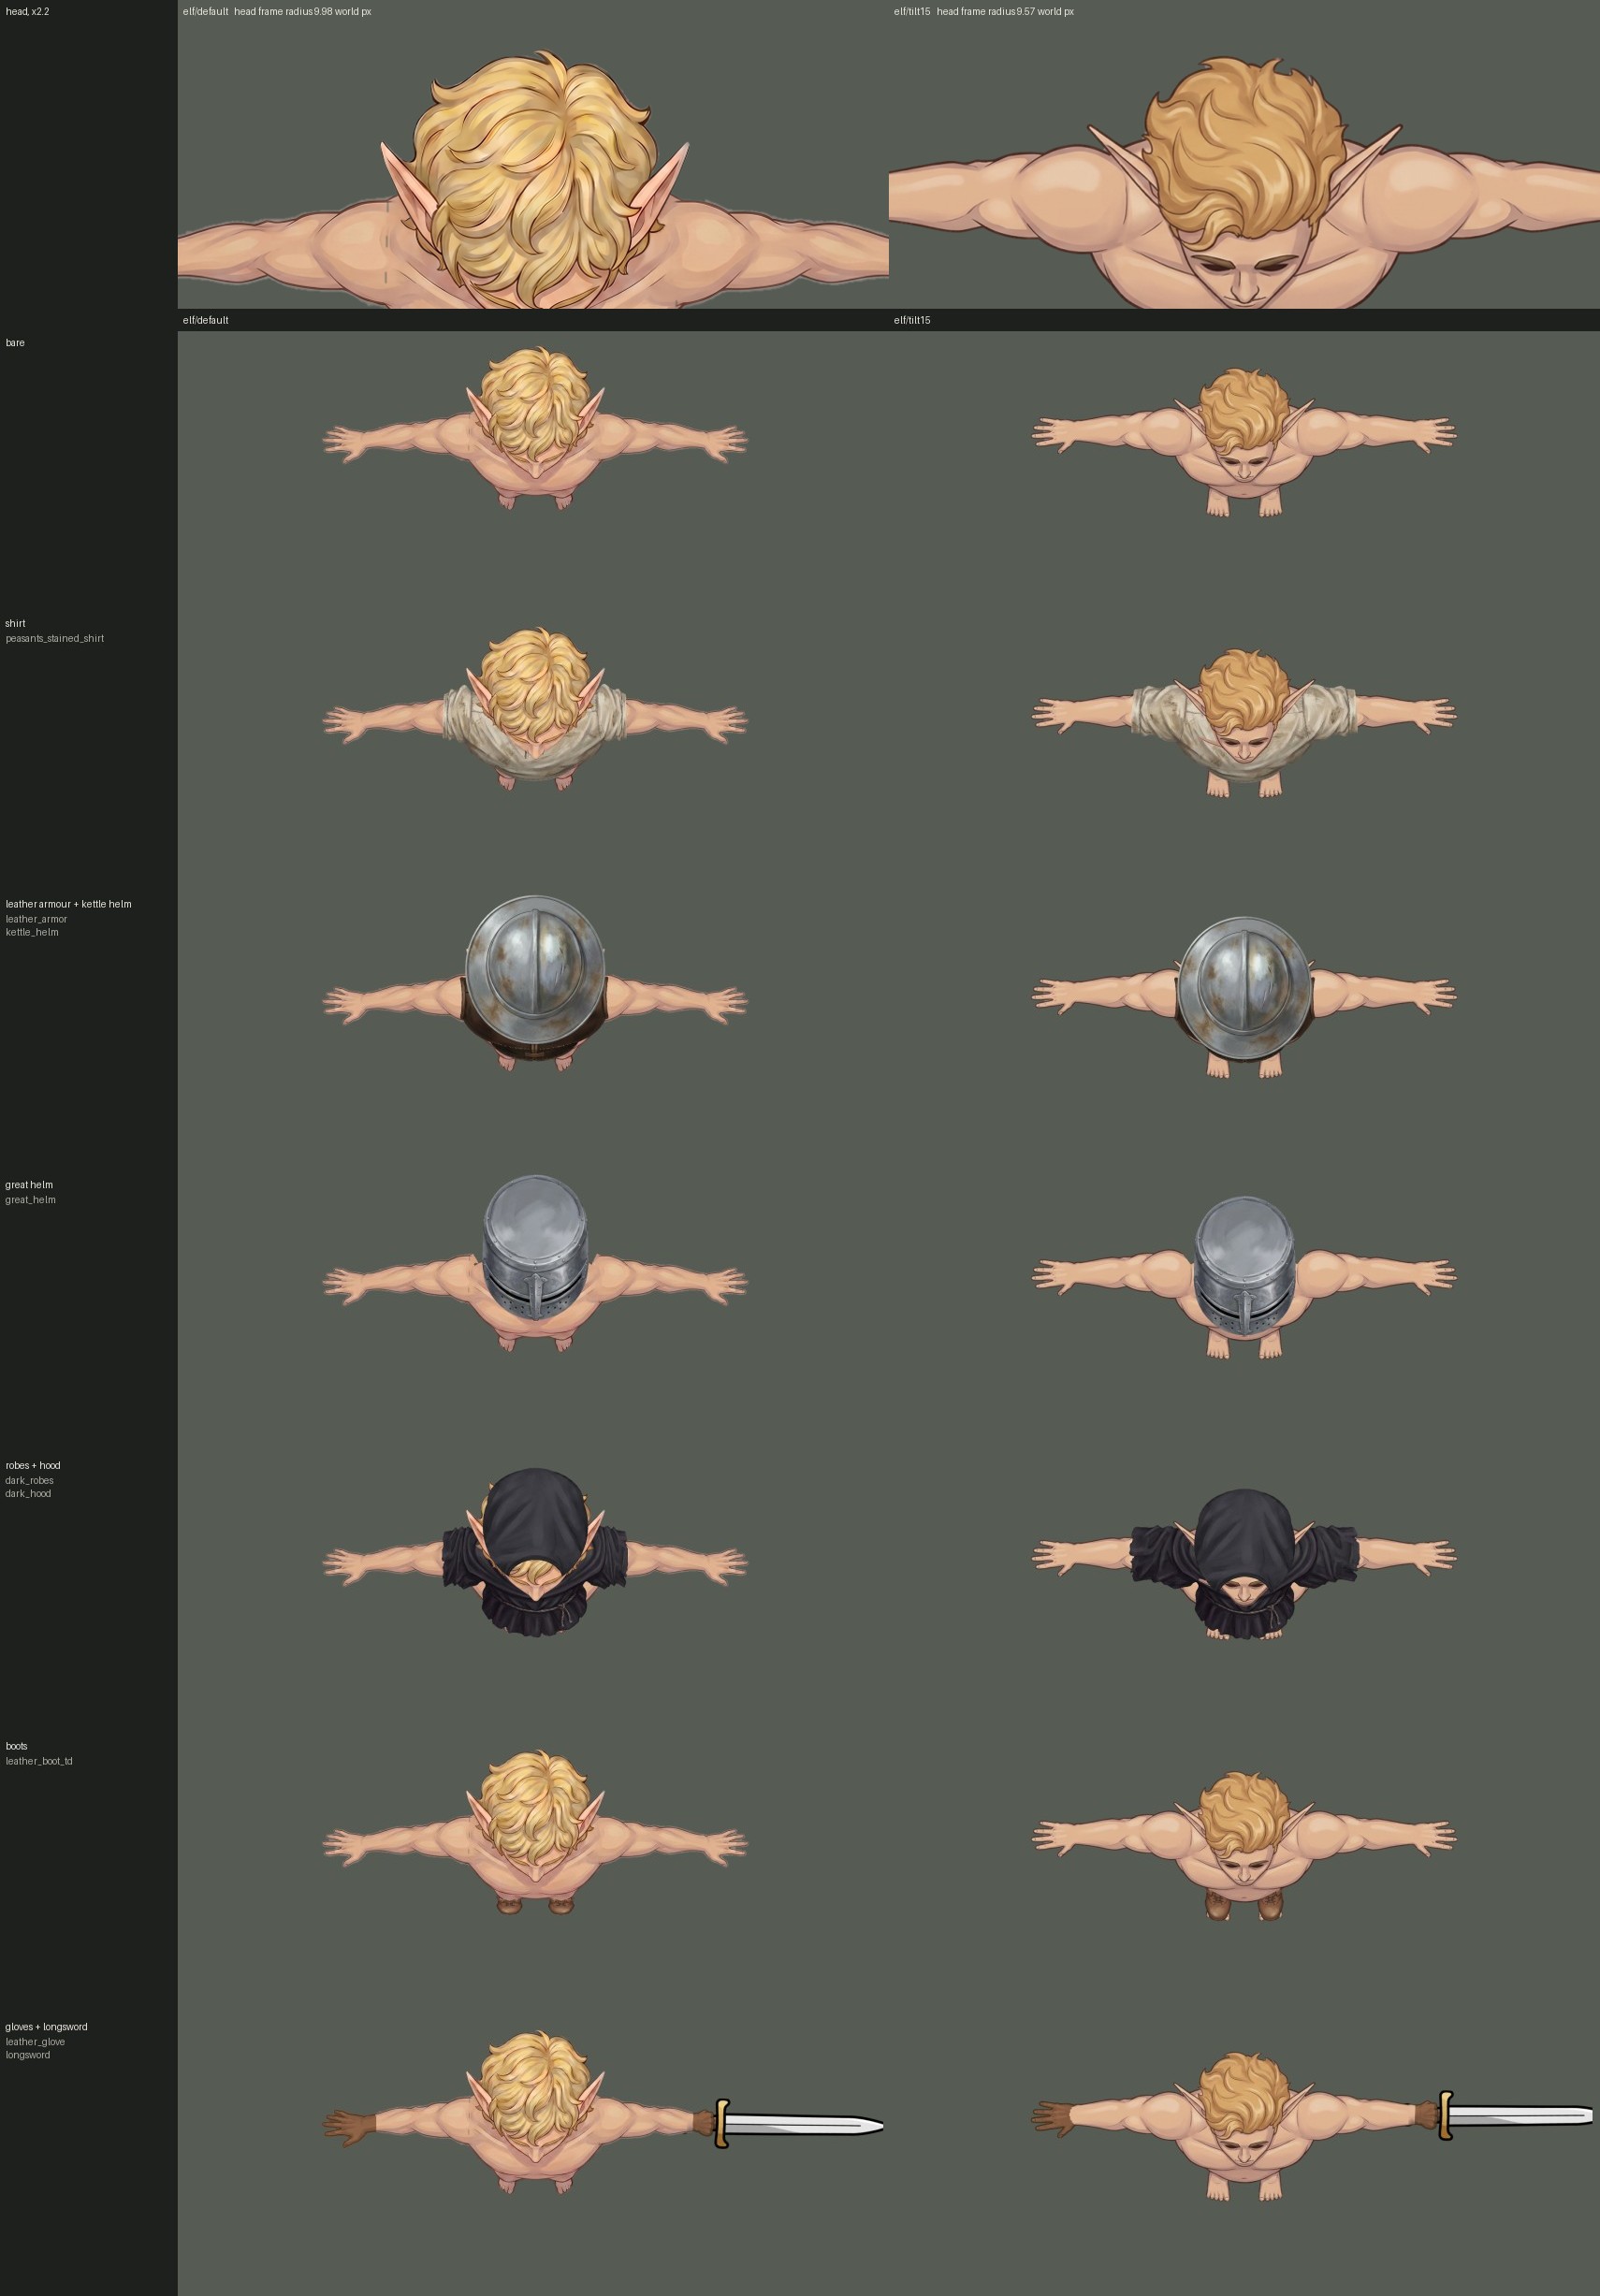 head, x2.2
elf/default head frame radius 9.98 world px
elf/tilt15 head frame radius 9.57 world px
elf/default
elf/tilt15
bare
shirt
peasants_stained_shirt
leather armour + kettle helm
leather_armor
kettle_helm
great helm
great_helm
robes + hood
dark_robes
dark_hood
boots
leather_boot_td
gloves + longsword
leather_glove
longsword